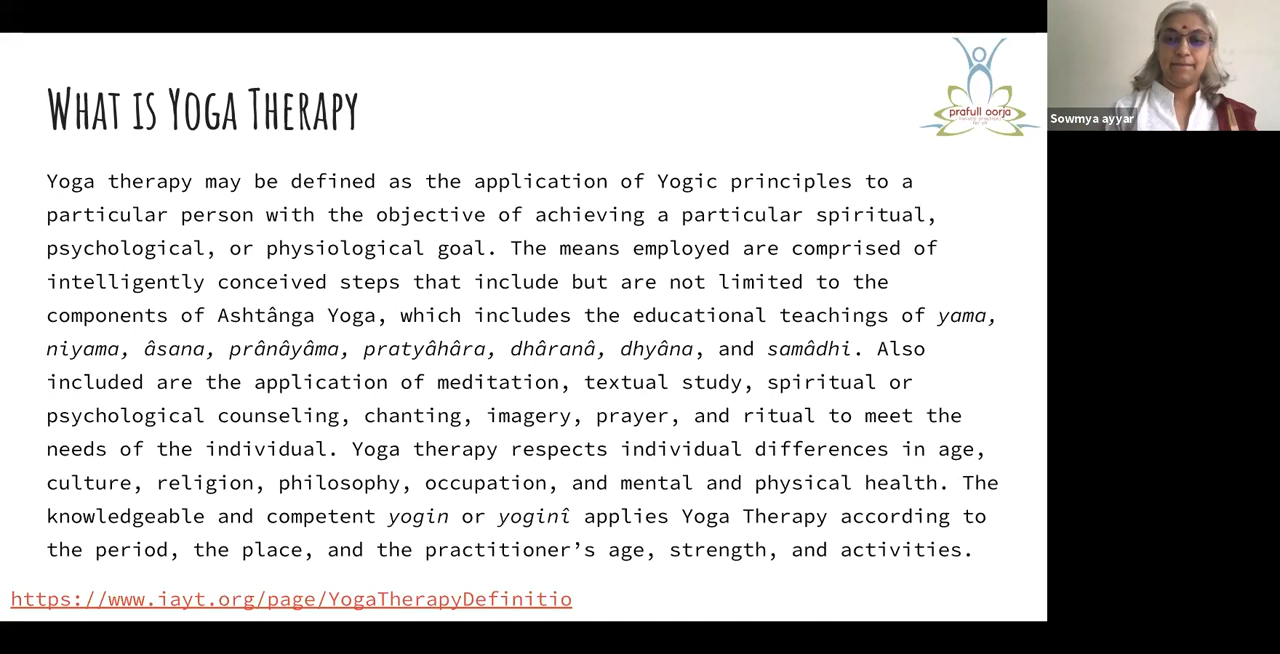 What is Yoga Therapy
prafull oorja
Sowmya ayyar
Yoga therapy may be defined as the application of Yogic principles to a
particular person with the objective of achieving a particular spiritual,
psychological, or physiological goal. The means employed are comprised of
intelligently conceived steps that include but are not limited to the
components of Ashtânga Yoga, which includes the educational teachings of yama,
niyama, âsana, prânâyâma, pratyâhâra, dhâranâ, dhyâna, and samâdhi. Also
included are the application of meditation, textual study, spiritual or
psychological counseling, chanting, imagery, prayer, and ritual to meet the
needs of the individual. Yoga therapy respects individual differences in age,
culture, religion, philosophy, occupation, and mental and physical health. The
knowledgeable and competent yogin or yoginî applies Yoga Therapy according to
the period, the place, and the practitioner’s age, strength, and activities.
https://www.iayt.org/page/YogaTherapyDefinitio